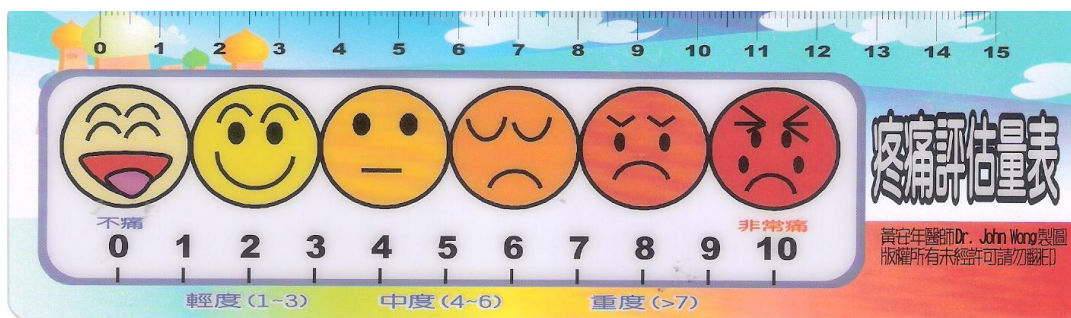 0 1 2 3 4 5 6 7 8 9 10 11 12 13 14 15
疼痛評估量表
不痛 非常痛
0 1 2 3 4 5 6 7 8 9 10
輕度(1~3) 中度(4~6) 重度(>7)
黃安年醫師Dr. John Wong製圖
版權所有未經許可請勿翻印